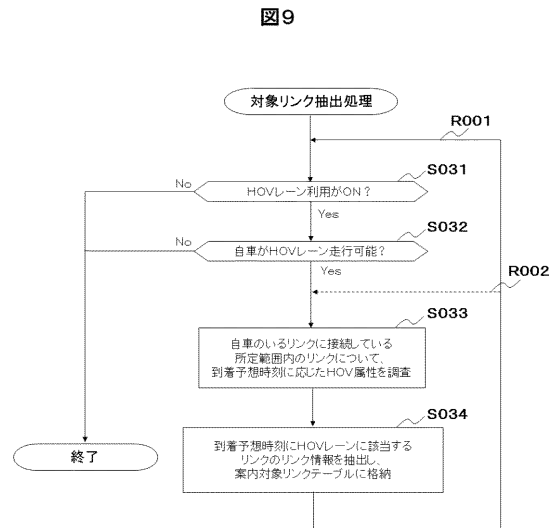 図9
対象リンク抽出処理
R001
S031
No
HOVレーン利用がON？
Yes
S032
No
自車がHOVレーン走行可能？
Yes
R002
S033
自車のいるリンクに接続している
所定範囲内のリンクについて、
到着予想時刻に応じたHOV属性を調査
S034
終了
到着予想時刻にHOVレーンに該当する
リンクのリンク情報を抽出し、
案内対象リンクテーブルに格納